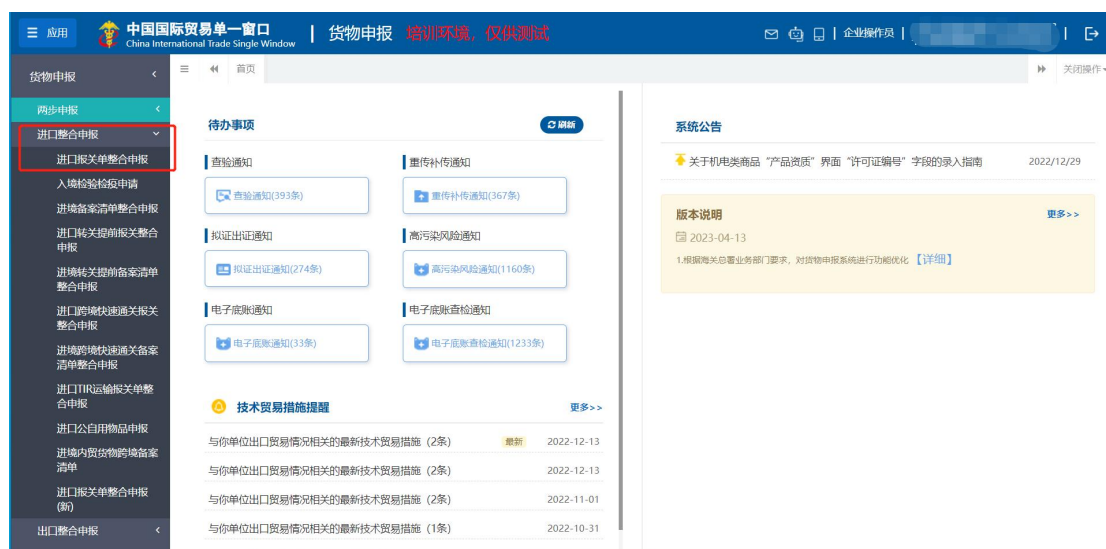 应用
中国国际贸易单一窗口
China International Trade Single Window
货物申报 培训环境，仅供测试
企业操作员
货物申报
首页
关闭操作
两步申报
进口整合申报
进口报关单整合申报
入境检验检疫申请
进境备案清单整合申报
进口转关提前报关整合
申报
进境转关提前备案清单
整合申报
进口跨境快速通关报关
整合申报
进境跨境快速通关备案
清单整合申报
进口TIR运输报关单整
合申报
进口公自用物品申报
进境内贸货物跨境备案
清单
进口报关单整合申报
(新)
出口整合申报
待办事项
刷新
查验通知
重传补传通知
查验通知(393条)
重传补传通知(367条)
拟证出证通知
高污染风险通知
拟证出证通知(274条)
高污染风险通知(1160条)
电子底账通知
电子底账查检通知
电子底账通知(33条)
电子底账查检通知(1233条)
技术贸易措施提醒
更多>>
与你单位出口贸易情况相关的最新技术贸易措施（2条） 最新 2022-12-13
与你单位出口贸易情况相关的最新技术贸易措施（2条） 2022-12-13
与你单位出口贸易情况相关的最新技术贸易措施（2条） 2022-11-01
与你单位出口贸易情况相关的最新技术贸易措施（1条） 2022-10-31
系统公告
关于机电类商品“产品资质”界面“许可证编号”字段的录入指南 2022/12/29
版本说明
更多>>
2023-04-13
1.根据海关总署业务部门要求，对货物申报系统进行功能优化 【详细】